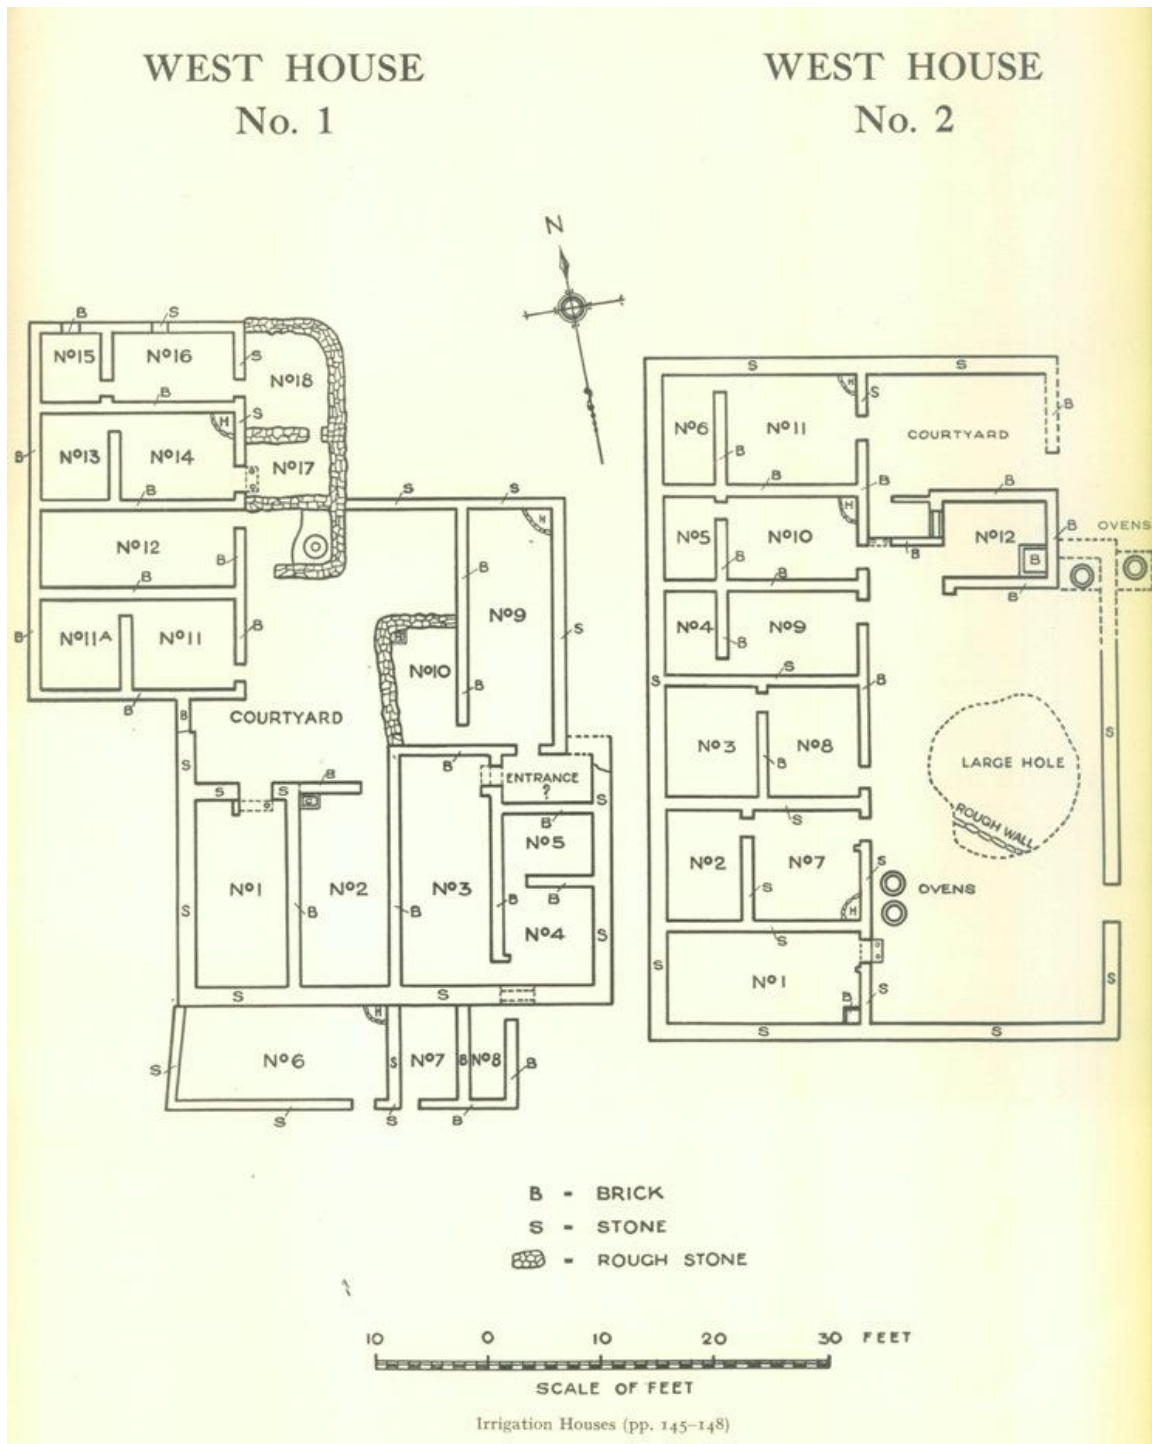 WEST HOUSE
No. 1
WEST HOUSE
No. 2
N
B
S
Nº15
Nº16
S
Nº18
B
S
H
B
Nº13
Nº14
Nº17
B
S
S
H
Nº12
B
B
B
Nº9
S
B
Nº11A
Nº11
B
H
Nº10
B
B
COURTYARD
B
B
S
B
ENTRANCE
?
S
S
S
B
B
Nº5
Nº1
Nº2
Nº3
B
S
B
B
B
Nº4
S
S
S
H
Nº6
S
Nº7
B
Nº8
B
S
S
S
B
S
S
H
S
B
Nº6
Nº11
COURTYARD
B
B
B
B
H
B
Nº5
Nº10
Nº12
B
OVENS
B
B
B
B
B
Nº4
Nº9
B
S
S
B
S
Nº3
Nº8
LARGE HOLE
B
S
ROUGH WALL
Nº2
Nº7
S
S
OVENS
H
S
S
Nº1
B
S
S
S
S
B - BRICK
S - STONE
- ROUGH STONE
10 0 10 20 30 FEET
SCALE OF FEET
Irrigation Houses (pp. 145–148)